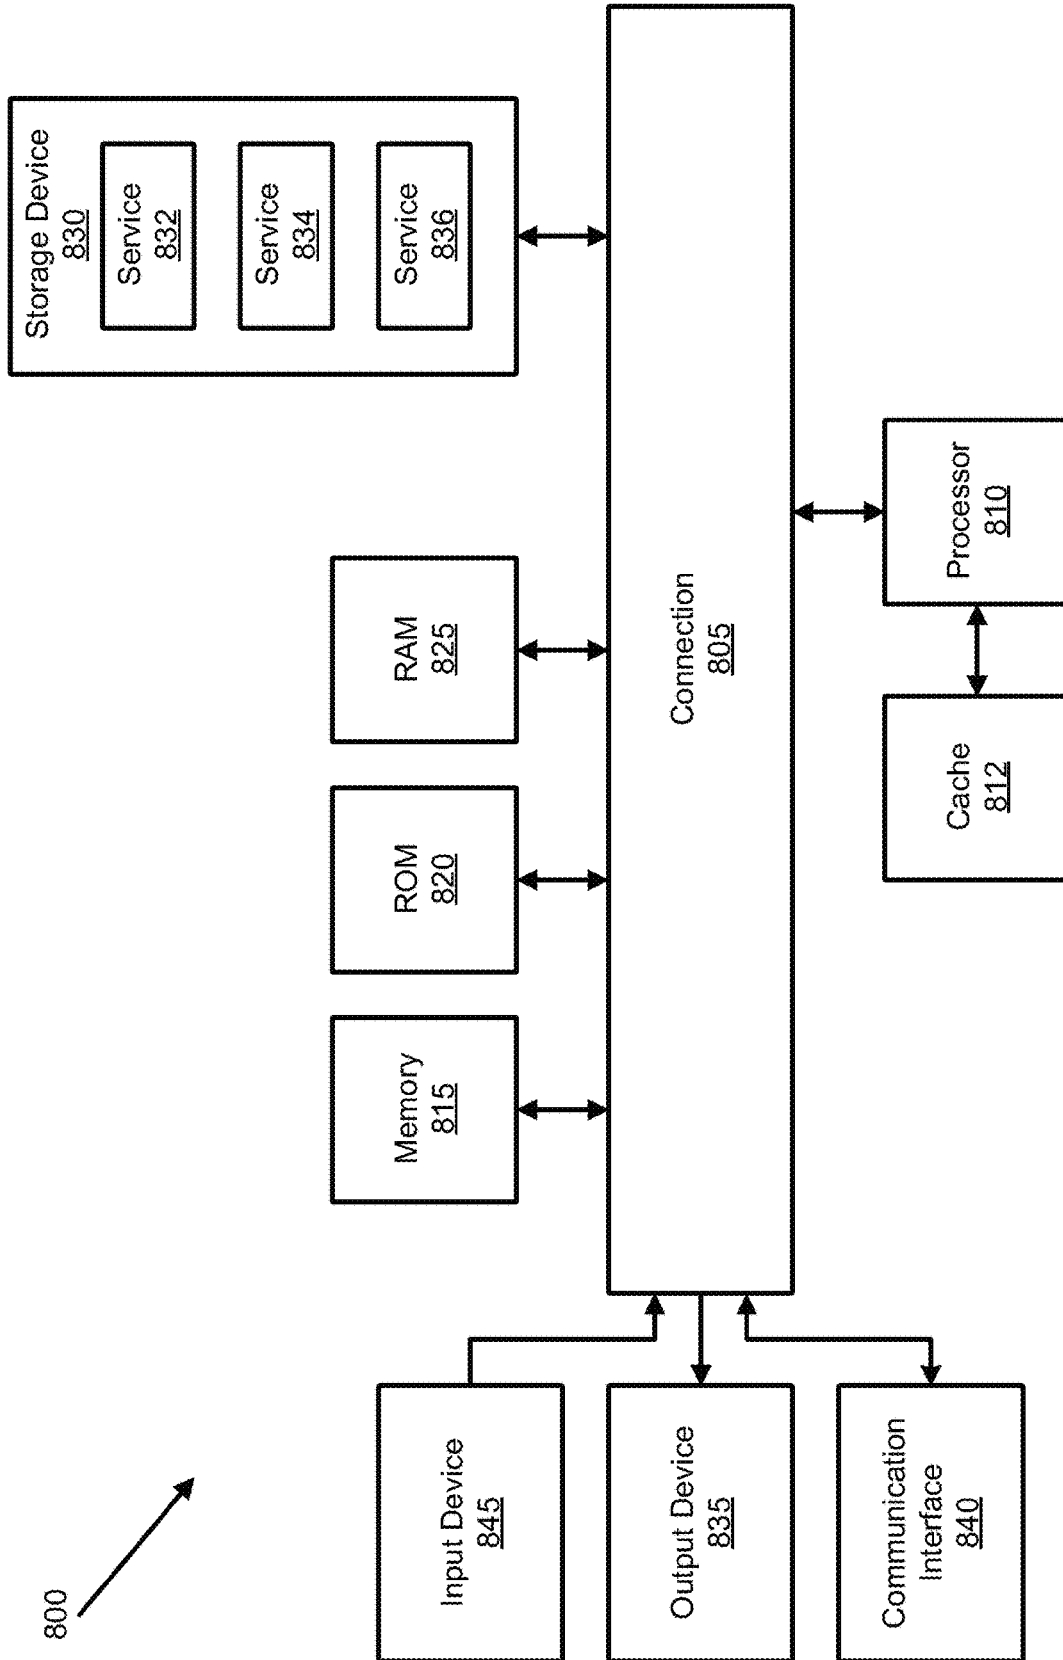 800
Input Device
845
Output Device
835
Communication
Interface
840
Memory
815
ROM
820
RAM
825
Storage Device
830
Service
832
Service
834
Service
836
Connection
805
Cache
812
Processor
810